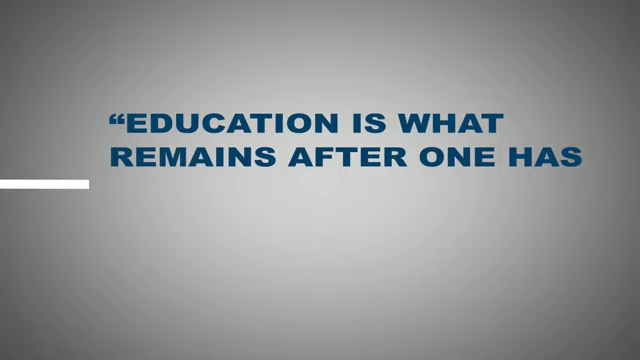 “EDUCATION IS WHAT
REMAINS AFTER ONE HAS